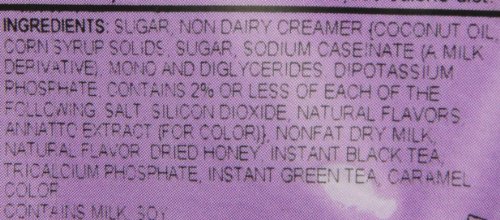 INGREDIENTS: SUGAR, NON DAIRY CREAMER {COCONUT OIL,
CORN SYRUP SOLIDS, SUGAR, SODIUM CASEINATE (A MILK
DERIVATIVE), MONO AND DIGLYCERIDES, DIPOTASSIUM
PHOSPHATE, CONTAINS 2% OR LESS OF EACH OF THE
FOLLOWING: SALT, SILICON DIOXIDE, NATURAL FLAVORS,
ANNATTO EXTRACT (FOR COLOR)}, NONFAT DRY MILK,
NATURAL FLAVOR, DRIED HONEY, INSTANT BLACK TEA,
TRICALCIUM PHOSPHATE, INSTANT GREEN TEA, CARAMEL
COLOR
CONTAINS MILK, SOY